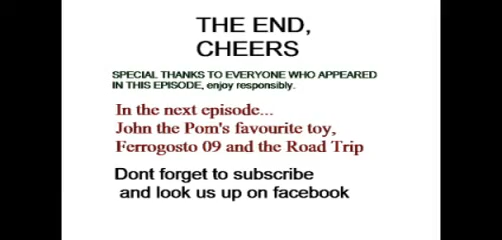 THE END,
CHEERS
SPECIAL THANKS TO EVERYONE WHO APPEARED
IN THIS EPISODE, enjoy responsibly.
In the next episode...
John the Pom's favourite toy,
Ferrogosto 09 and the Road Trip
Dont forget to subscribe
and look us up on facebook